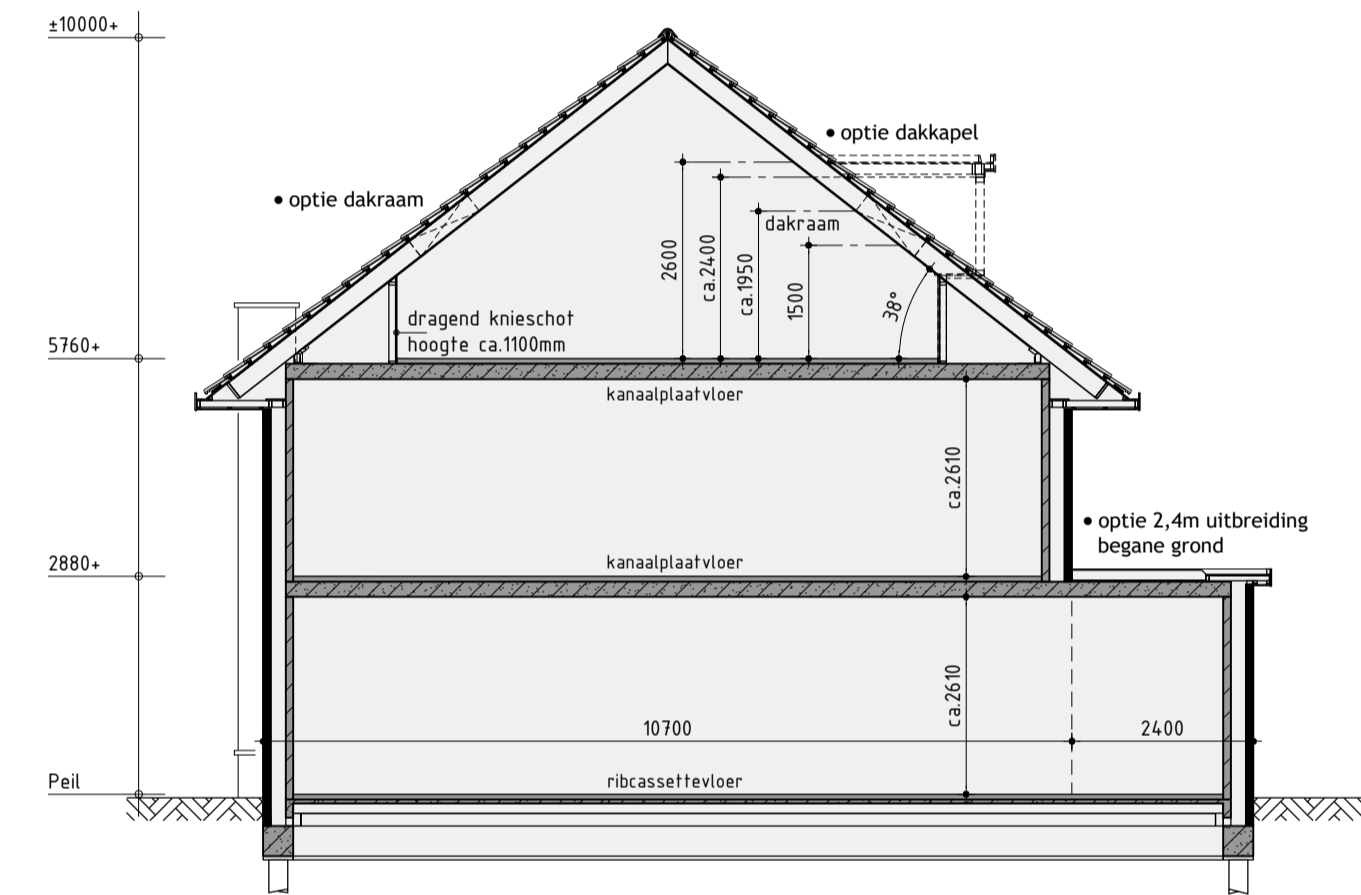 ±10000+
• optie dakkapel
• optie dakraam
dakraam
2600
ca.2400
ca.1950
1500
38°
dragend knieschot
hoogte ca.1100mm
5760+
kanaalplaatvloer
ca.2610
• optie 2,4m uitbreiding
begane grond
2880+
kanaalplaatvloer
ca.2610
10700
2400
Peil
ribcassettevloer